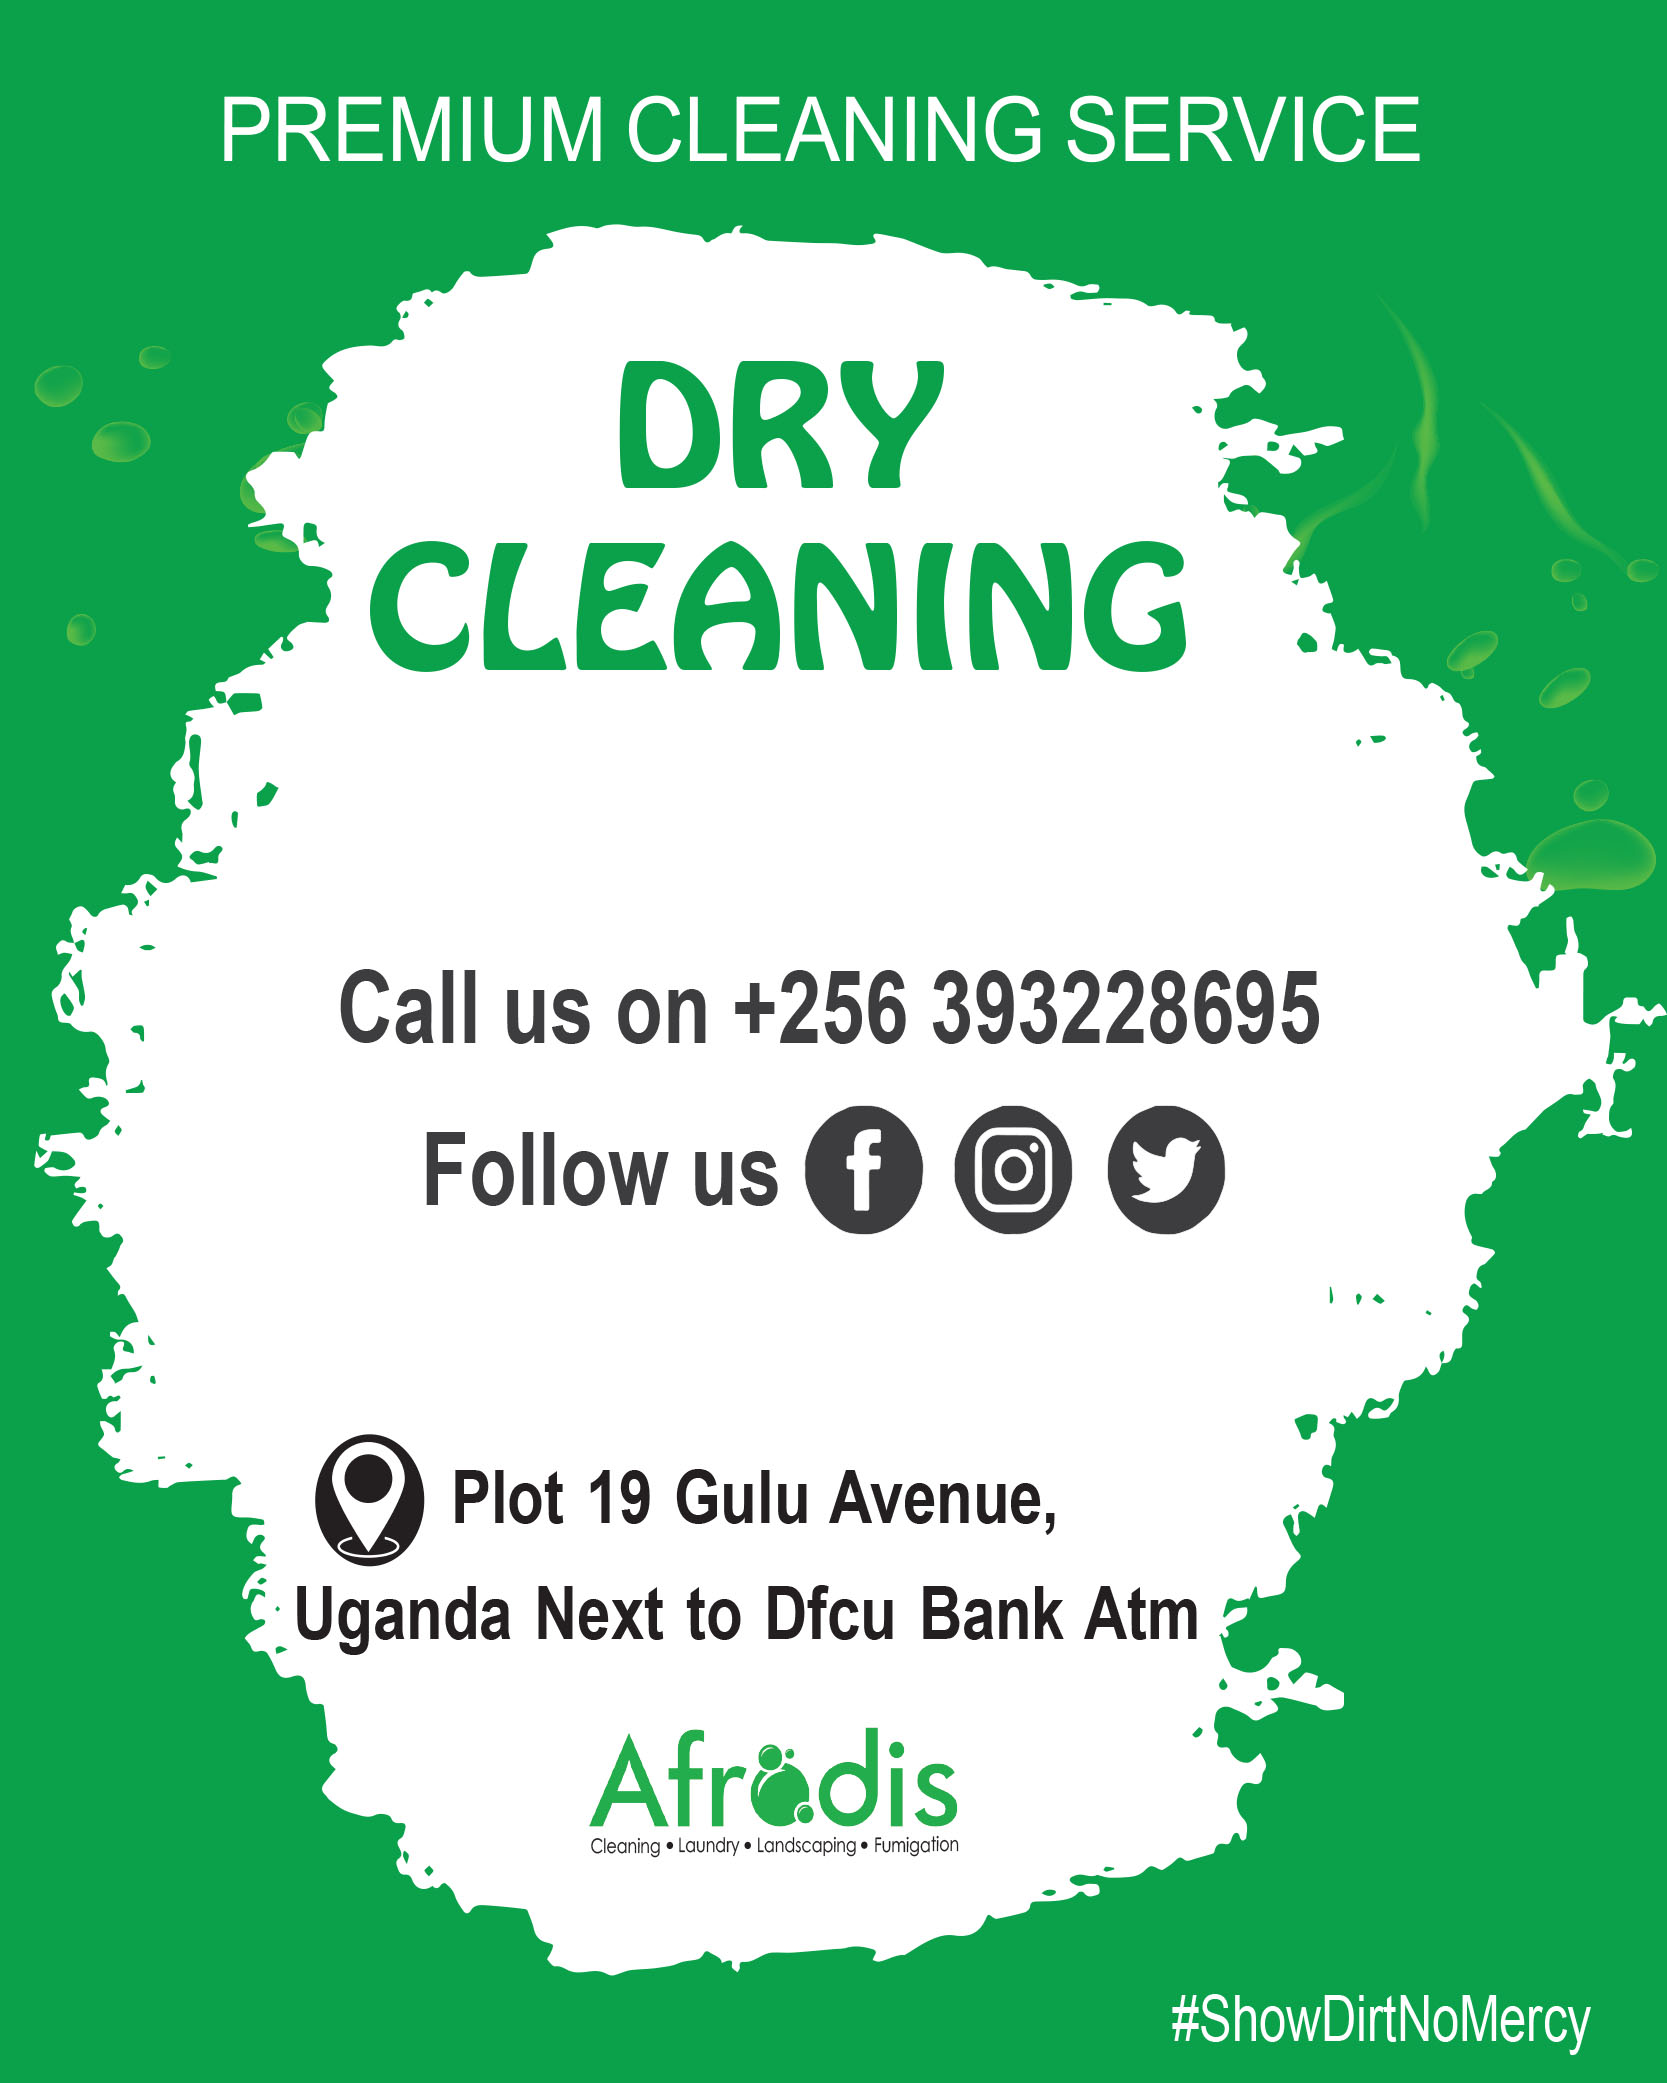 PREMIUM CLEANING SERVICE
DRY
CLEANING
Call us on +256 393228695
Follow us
Plot 19 Gulu Avenue,
Uganda Next to Dfcu Bank Atm
Afrodis
Cleaning • Laundry • Landscaping • Fumigation
#ShowDirtNoMercy